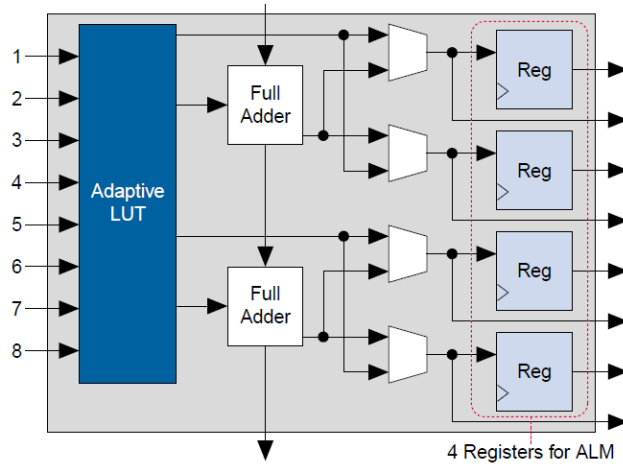 1
2
3
4
5
6
7
8
Adaptive
LUT
Full
Adder
Full
Adder
Reg
Reg
Reg
Reg
4 Registers for ALM